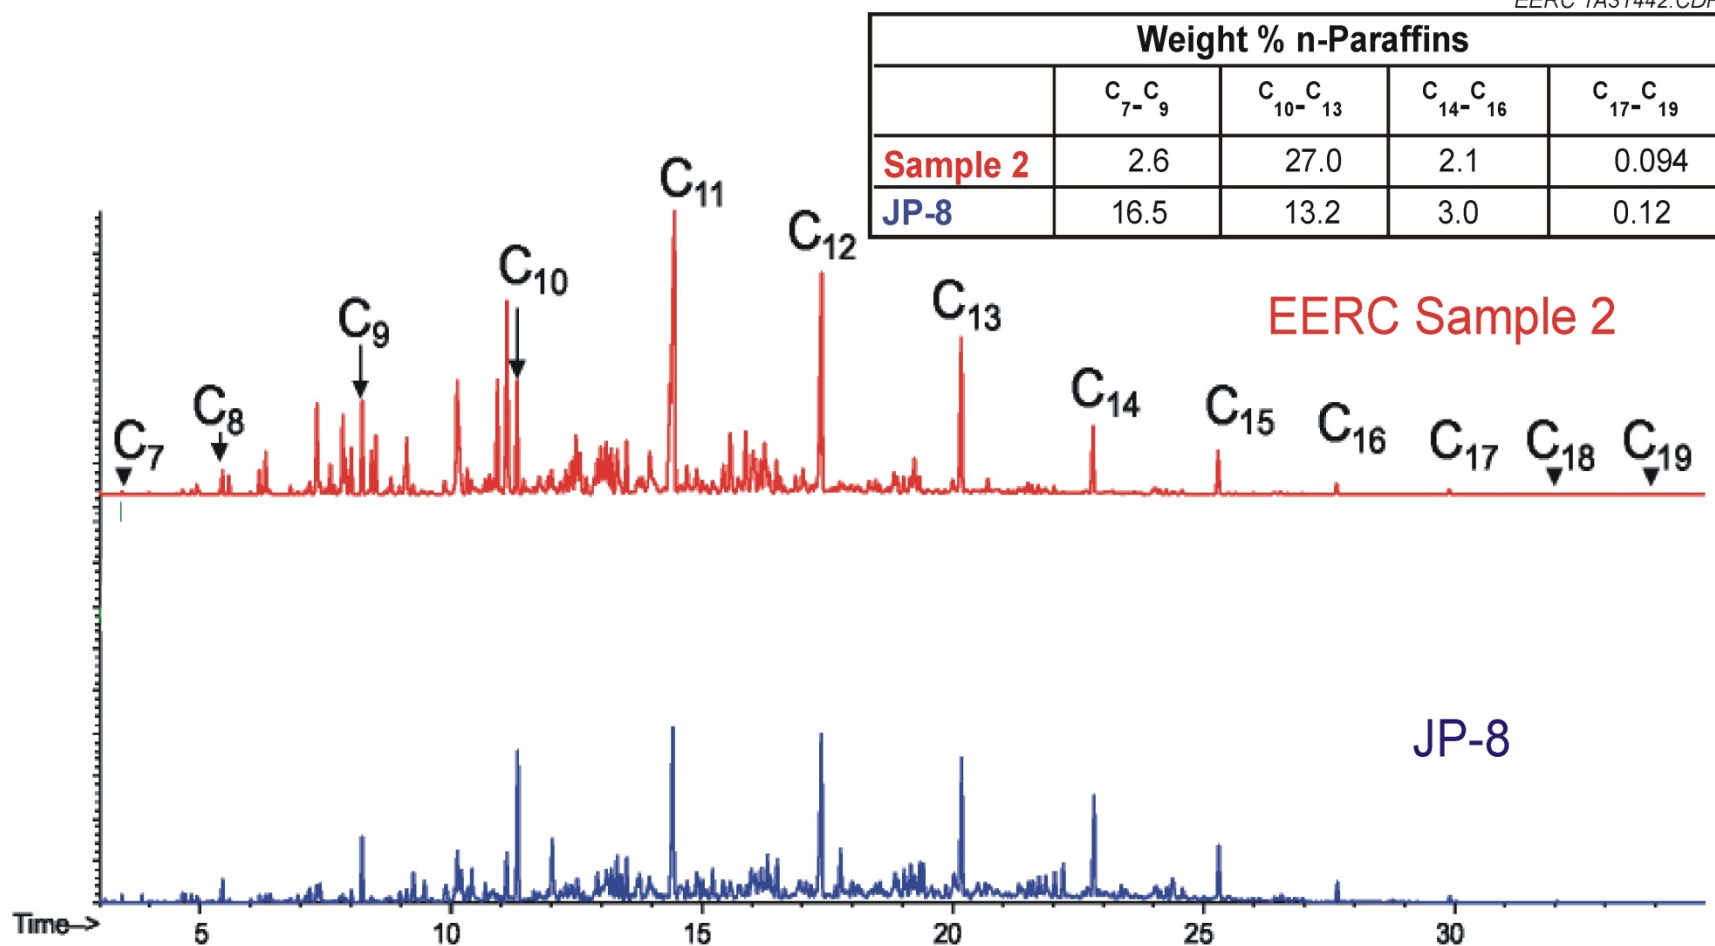 Weight % n-Paraffins
C7-C9 C10-C13 C14-C16 C17-C19
Sample 2 2.6 27.0 2.1 0.094
JP-8 16.5 13.2 3.0 0.12
C11
C12
C10
C13
C9
EERC Sample 2
C8
C14
C15
C7
C16
C17
C18
C19
JP-8
Time-->
5 10 15 20 25 30